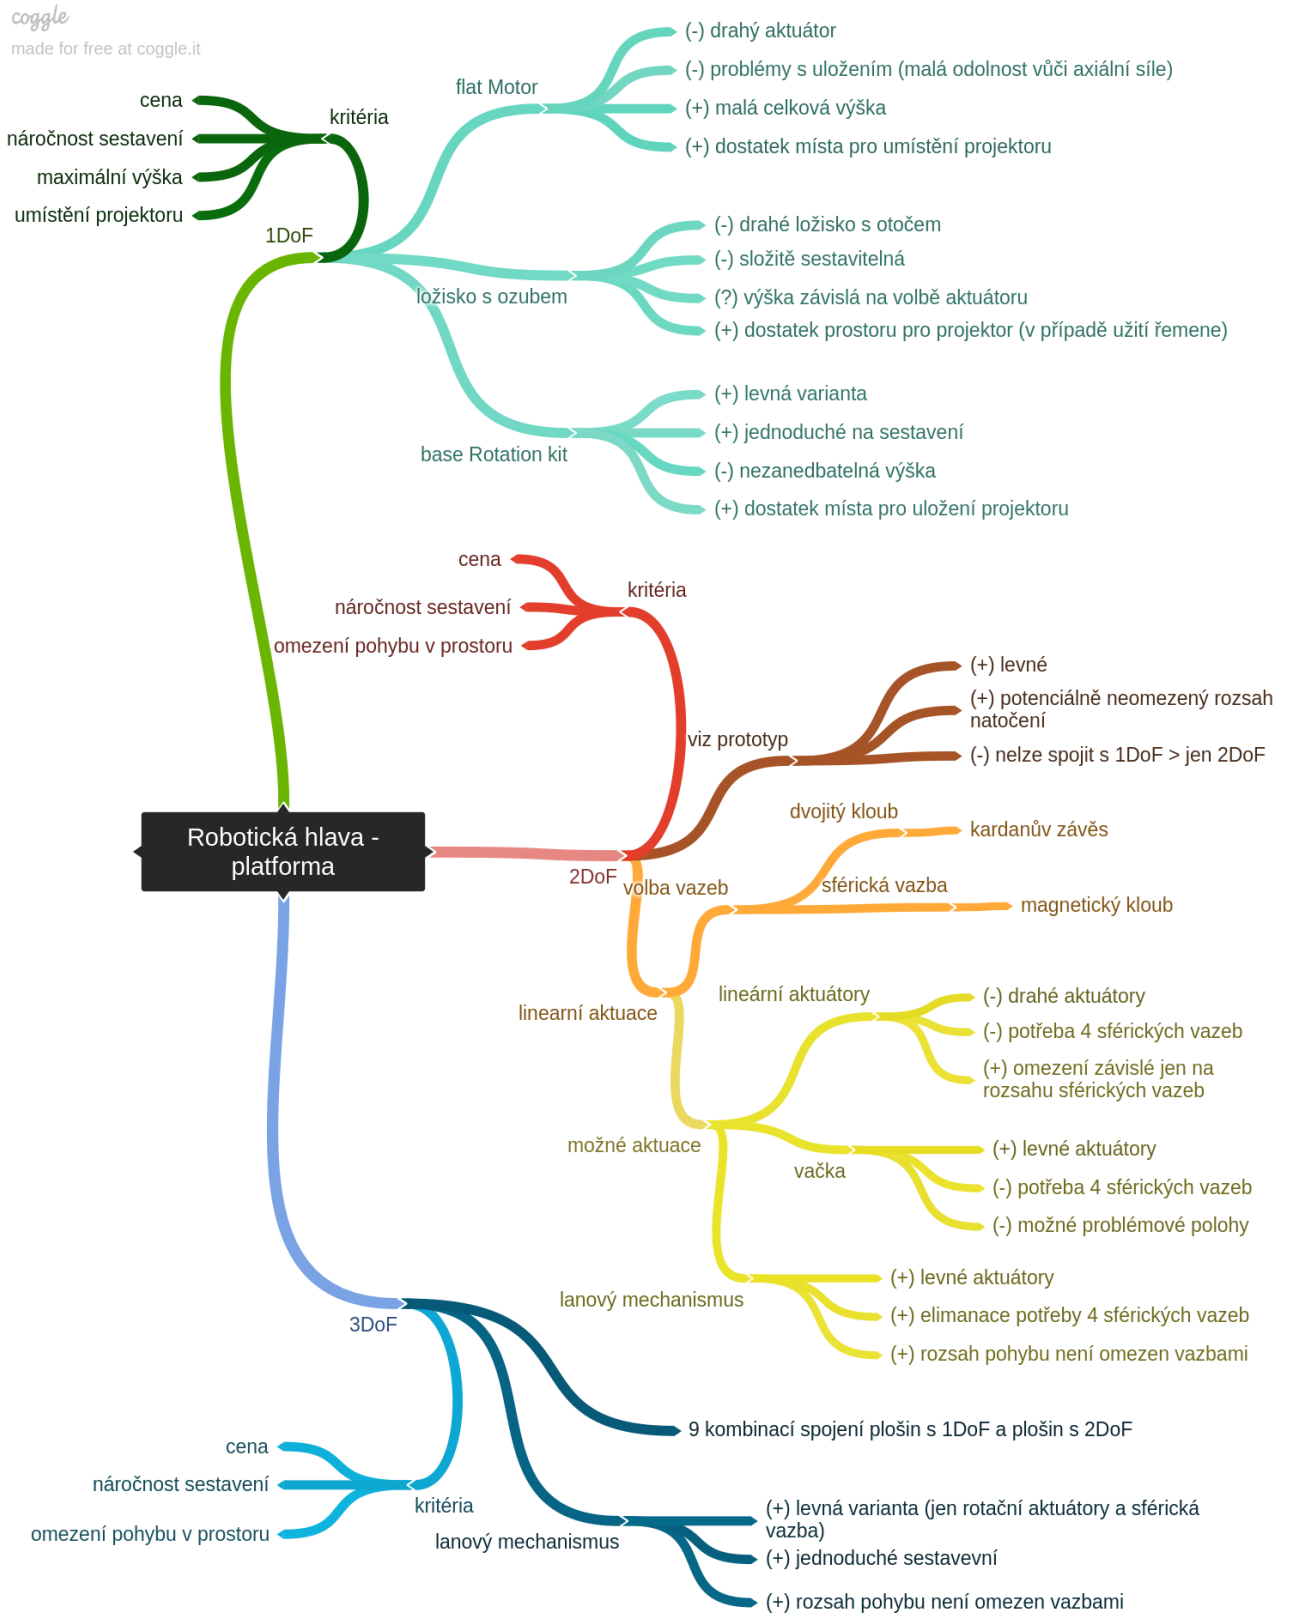 coggle
made for free at coggle.it
kritéria
cena
náročnost sestavení
maximální výška
umístění projektoru
1DoF
flat Motor
(-) drahý aktuátor
(-) problémy s uložením (malá odolnost vůči axiální síle)
(+) malá celková výška
(+) dostatek místa pro umístění projektoru
ložisko s ozubem
(-) drahé ložisko s otočem
(-) složitě sestavitelná
(?) výška závislá na volbě aktuátoru
(+) dostatek prostoru pro projektor (v případě užití řemene)
base Rotation kit
(+) levná varianta
(+) jednoduché na sestavení
(-) nezanedbatelná výška
(+) dostatek místa pro uložení projektoru
kritéria
cena
náročnost sestavení
omezení pohybu v prostoru
Robotická hlava -
platforma
2DoF
viz prototyp
(+) levné
(+) potenciálně neomezený rozsah
natočení
(-) nelze spojit s 1DoF > jen 2DoF
linearní aktuace
volba vazeb
dvojitý kloub
kardanův závěs
sférická vazba
magnetický kloub
možné aktuace
lineární aktuátory
(-) drahé aktuátory
(-) potřeba 4 sférických vazeb
(+) omezení závislé jen na
rozsahu sférických vazeb
vačka
(+) levné aktuátory
(-) potřeba 4 sférických vazeb
(-) možné problémové polohy
lanový mechanismus
(+) levné aktuátory
(+) elimanace potřeby 4 sférických vazeb
(+) rozsah pohybu není omezen vazbami
3DoF
9 kombinací spojení plošin s 1DoF a plošin s 2DoF
kritéria
cena
náročnost sestavení
omezení pohybu v prostoru
lanový mechanismus
(+) levná varianta (jen rotační aktuátory a sférická
vazba)
(+) jednoduché sestavevní
(+) rozsah pohybu není omezen vazbami